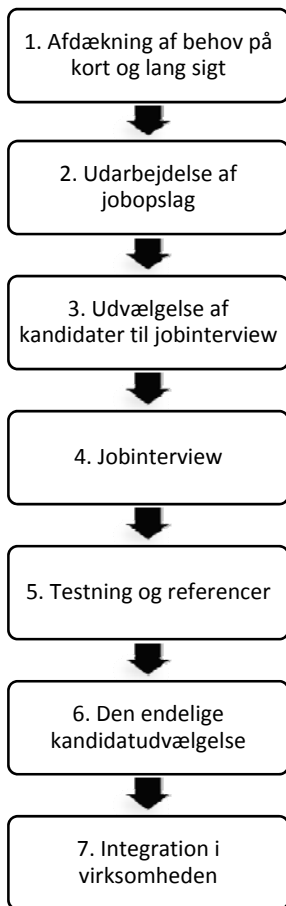 1. Afdækning af behov på
kort og lang sigt
2. Udarbejdelse af
jobopslag
3. Udvælgelse af
kandidater til jobinterview
4. Jobinterview
5. Testning og referencer
6. Den endelige
kandidatudvælgelse
7. Integration i
virksomheden